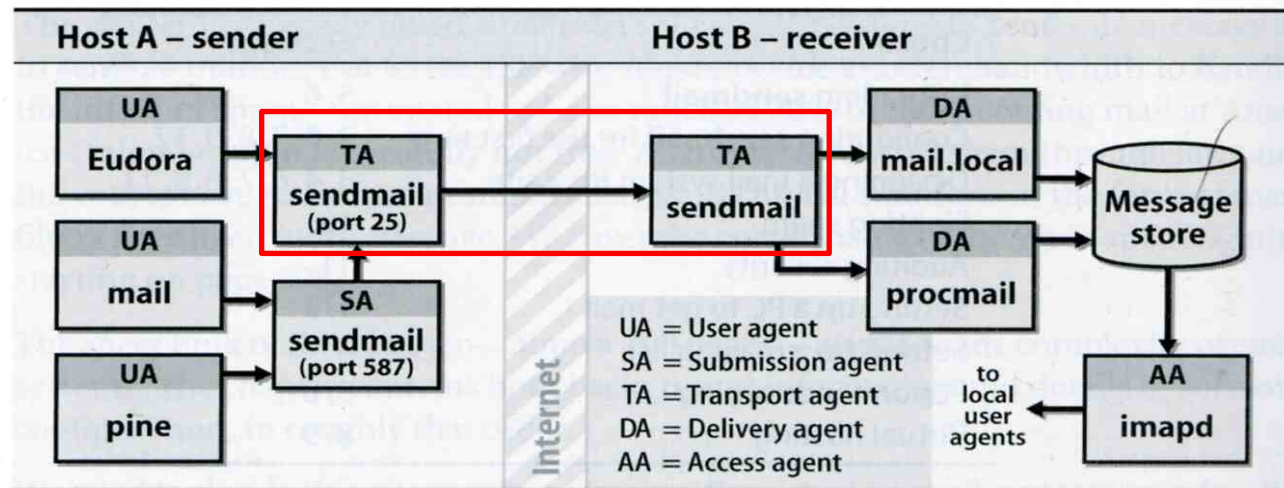 Host A – sender
Host B – receiver
UA
Eudora
UA
mail
UA
pine
TA
sendmail
(port 25)
SA
sendmail
(port 587)
Internet
TA
sendmail
DA
mail.local
DA
procmail
Message
store
AA
imapd
to
local
user
agents
UA = User agent
SA = Submission agent
TA = Transport agent
DA = Delivery agent
AA = Access agent